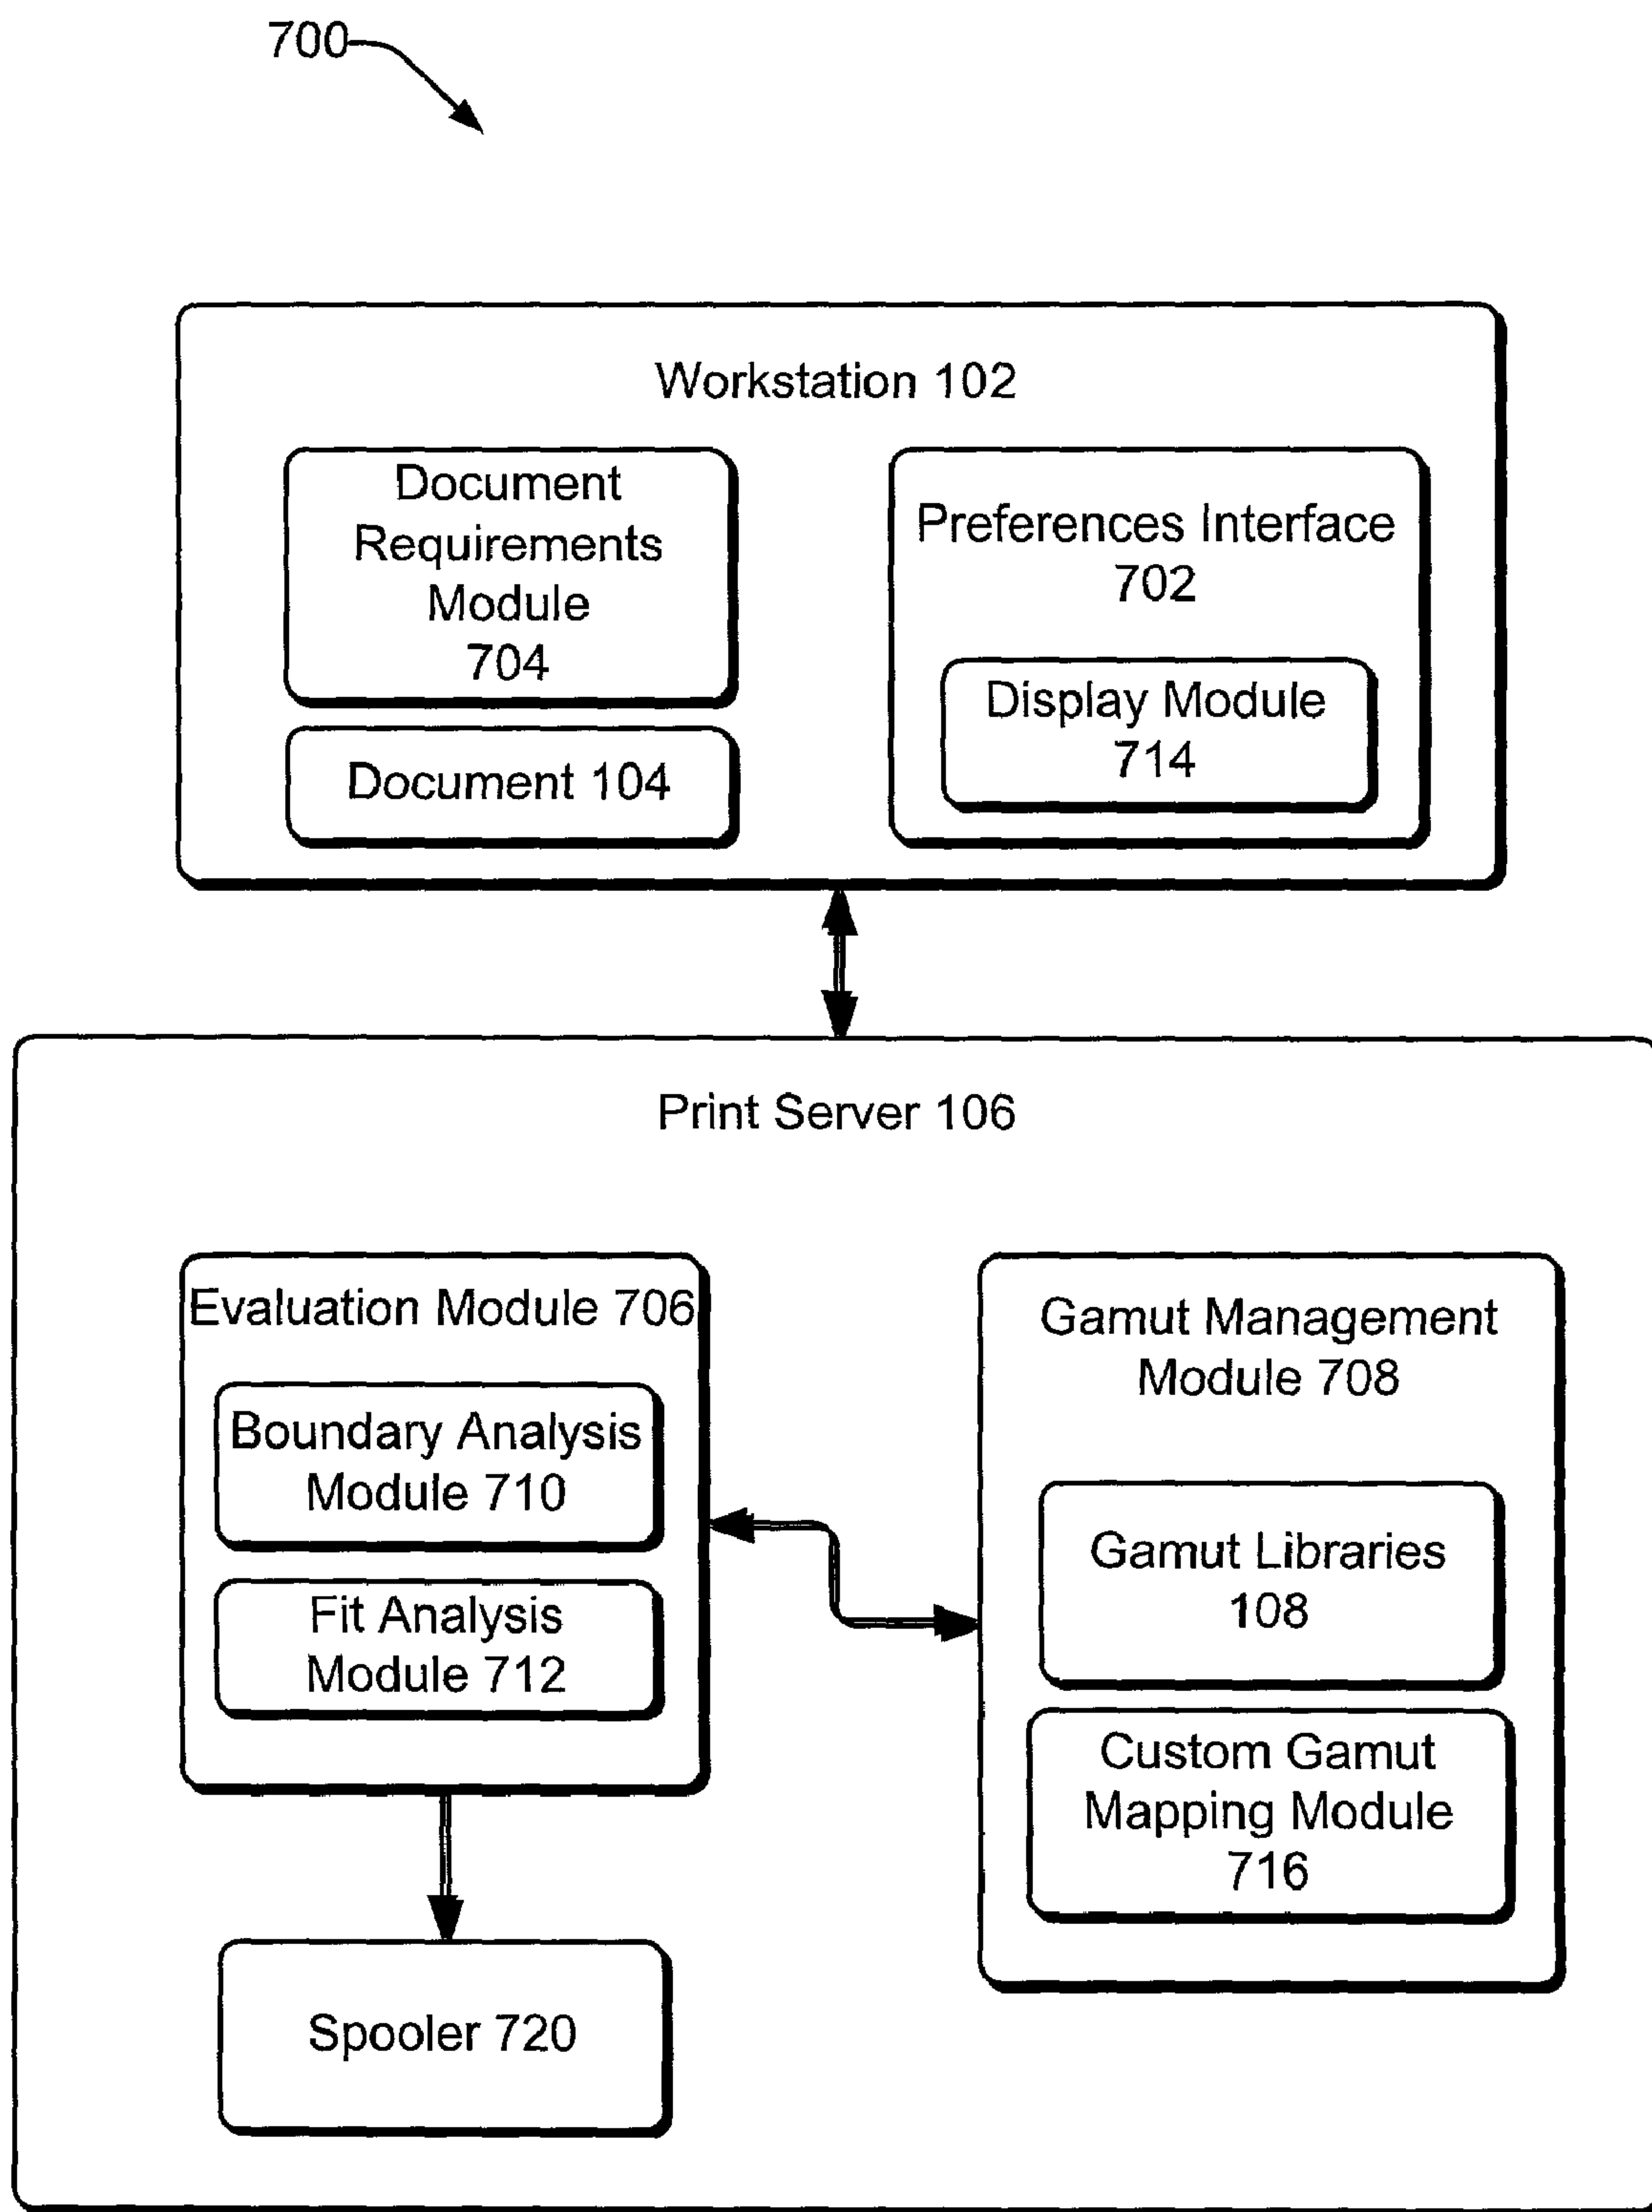 700
Workstation 102
Document
Requirements
Module
704
Document 104
Preferences Interface
702
Display Module
714
Print Server 106
Evaluation Module 706
Boundary Analysis
Module 710
Fit Analysis
Module 712
Spooler 720
Gamut Management
Module 708
Gamut Libraries
108
Custom Gamut
Mapping Module
716